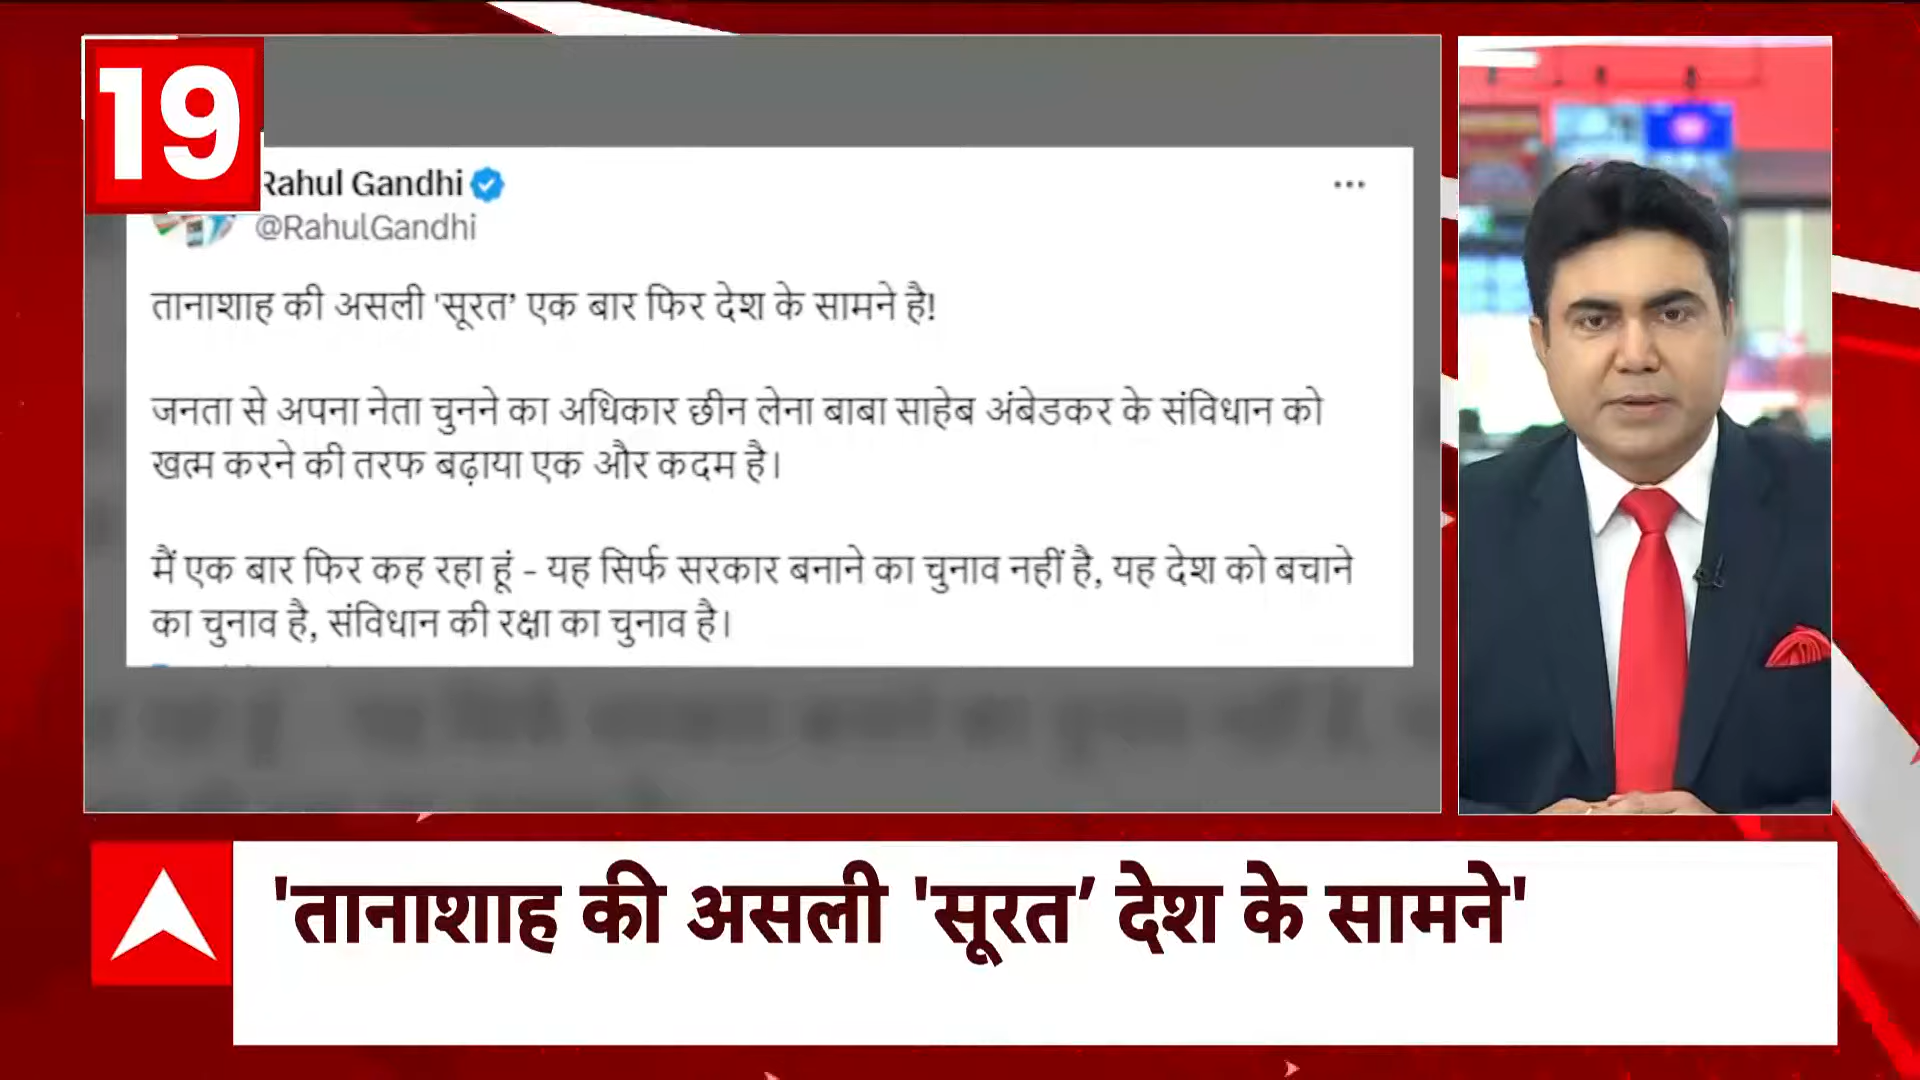 19
Rahul Gandhi
@RahulGandhi
तानाशाह की असली 'सूरत’ एक बार फिर देश के सामने है!
जनता से अपना नेता चुनने का अधिकार छीन लेना बाबा साहेब अंबेडकर के संविधान को
खत्म करने की तरफ बढ़ाया एक और कदम है।
मैं एक बार फिर कह रहा हूं - यह सिर्फ सरकार बनाने का चुनाव नहीं है, यह देश को बचाने
का चुनाव है, संविधान की रक्षा का चुनाव है।
'तानाशाह की असली 'सूरत’ देश के सामने'